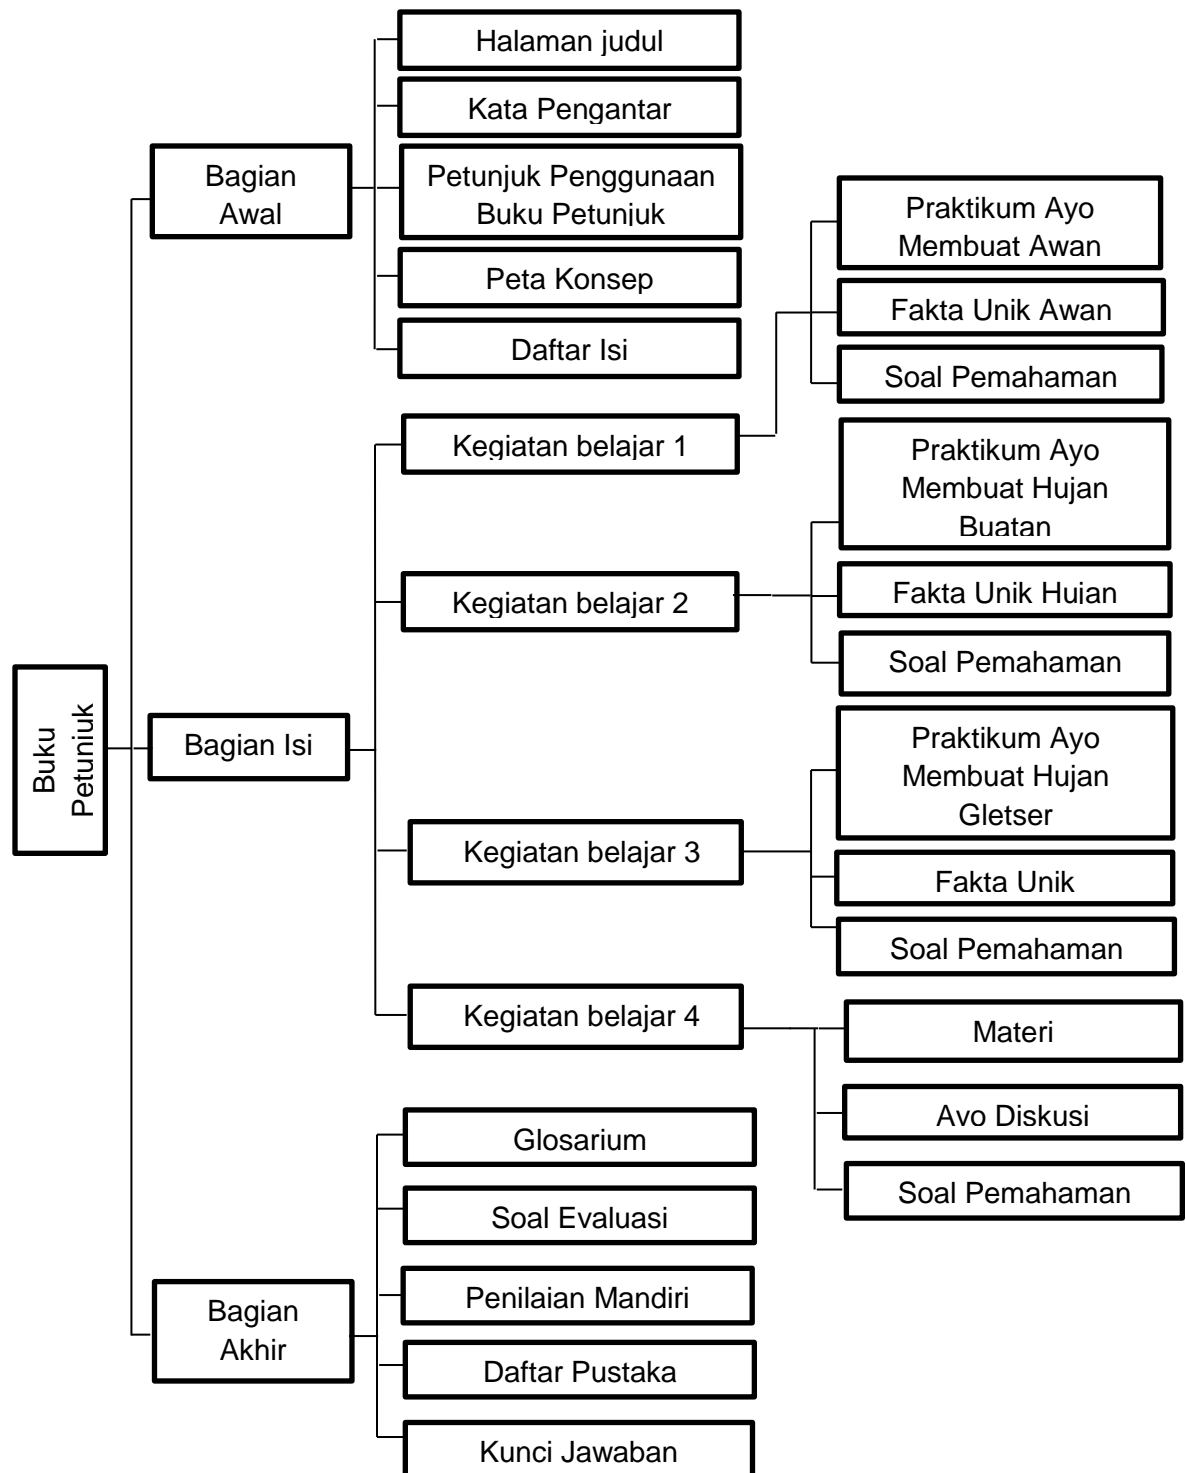 Halaman judul
Kata Pengantar
Petunjuk Penggunaan
Buku Petunjuk
Peta Konsep
Daftar Isi
Bagian
Awal
Praktikum Ayo
Membuat Awan
Fakta Unik Awan
Soal Pemahaman
Kegiatan belajar 1
Praktikum Ayo
Membuat Hujan
Buatan
Kegiatan belajar 2
Fakta Unik Hujan
Soal Pemahaman
Buku
Petunjuk
Bagian Isi
Praktikum Ayo
Membuat Hujan
Gletser
Kegiatan belajar 3
Fakta Unik
Soal Pemahaman
Kegiatan belajar 4
Materi
Ayo Diskusi
Soal Pemahaman
Bagian
Akhir
Glosarium
Soal Evaluasi
Penilaian Mandiri
Daftar Pustaka
Kunci Jawaban